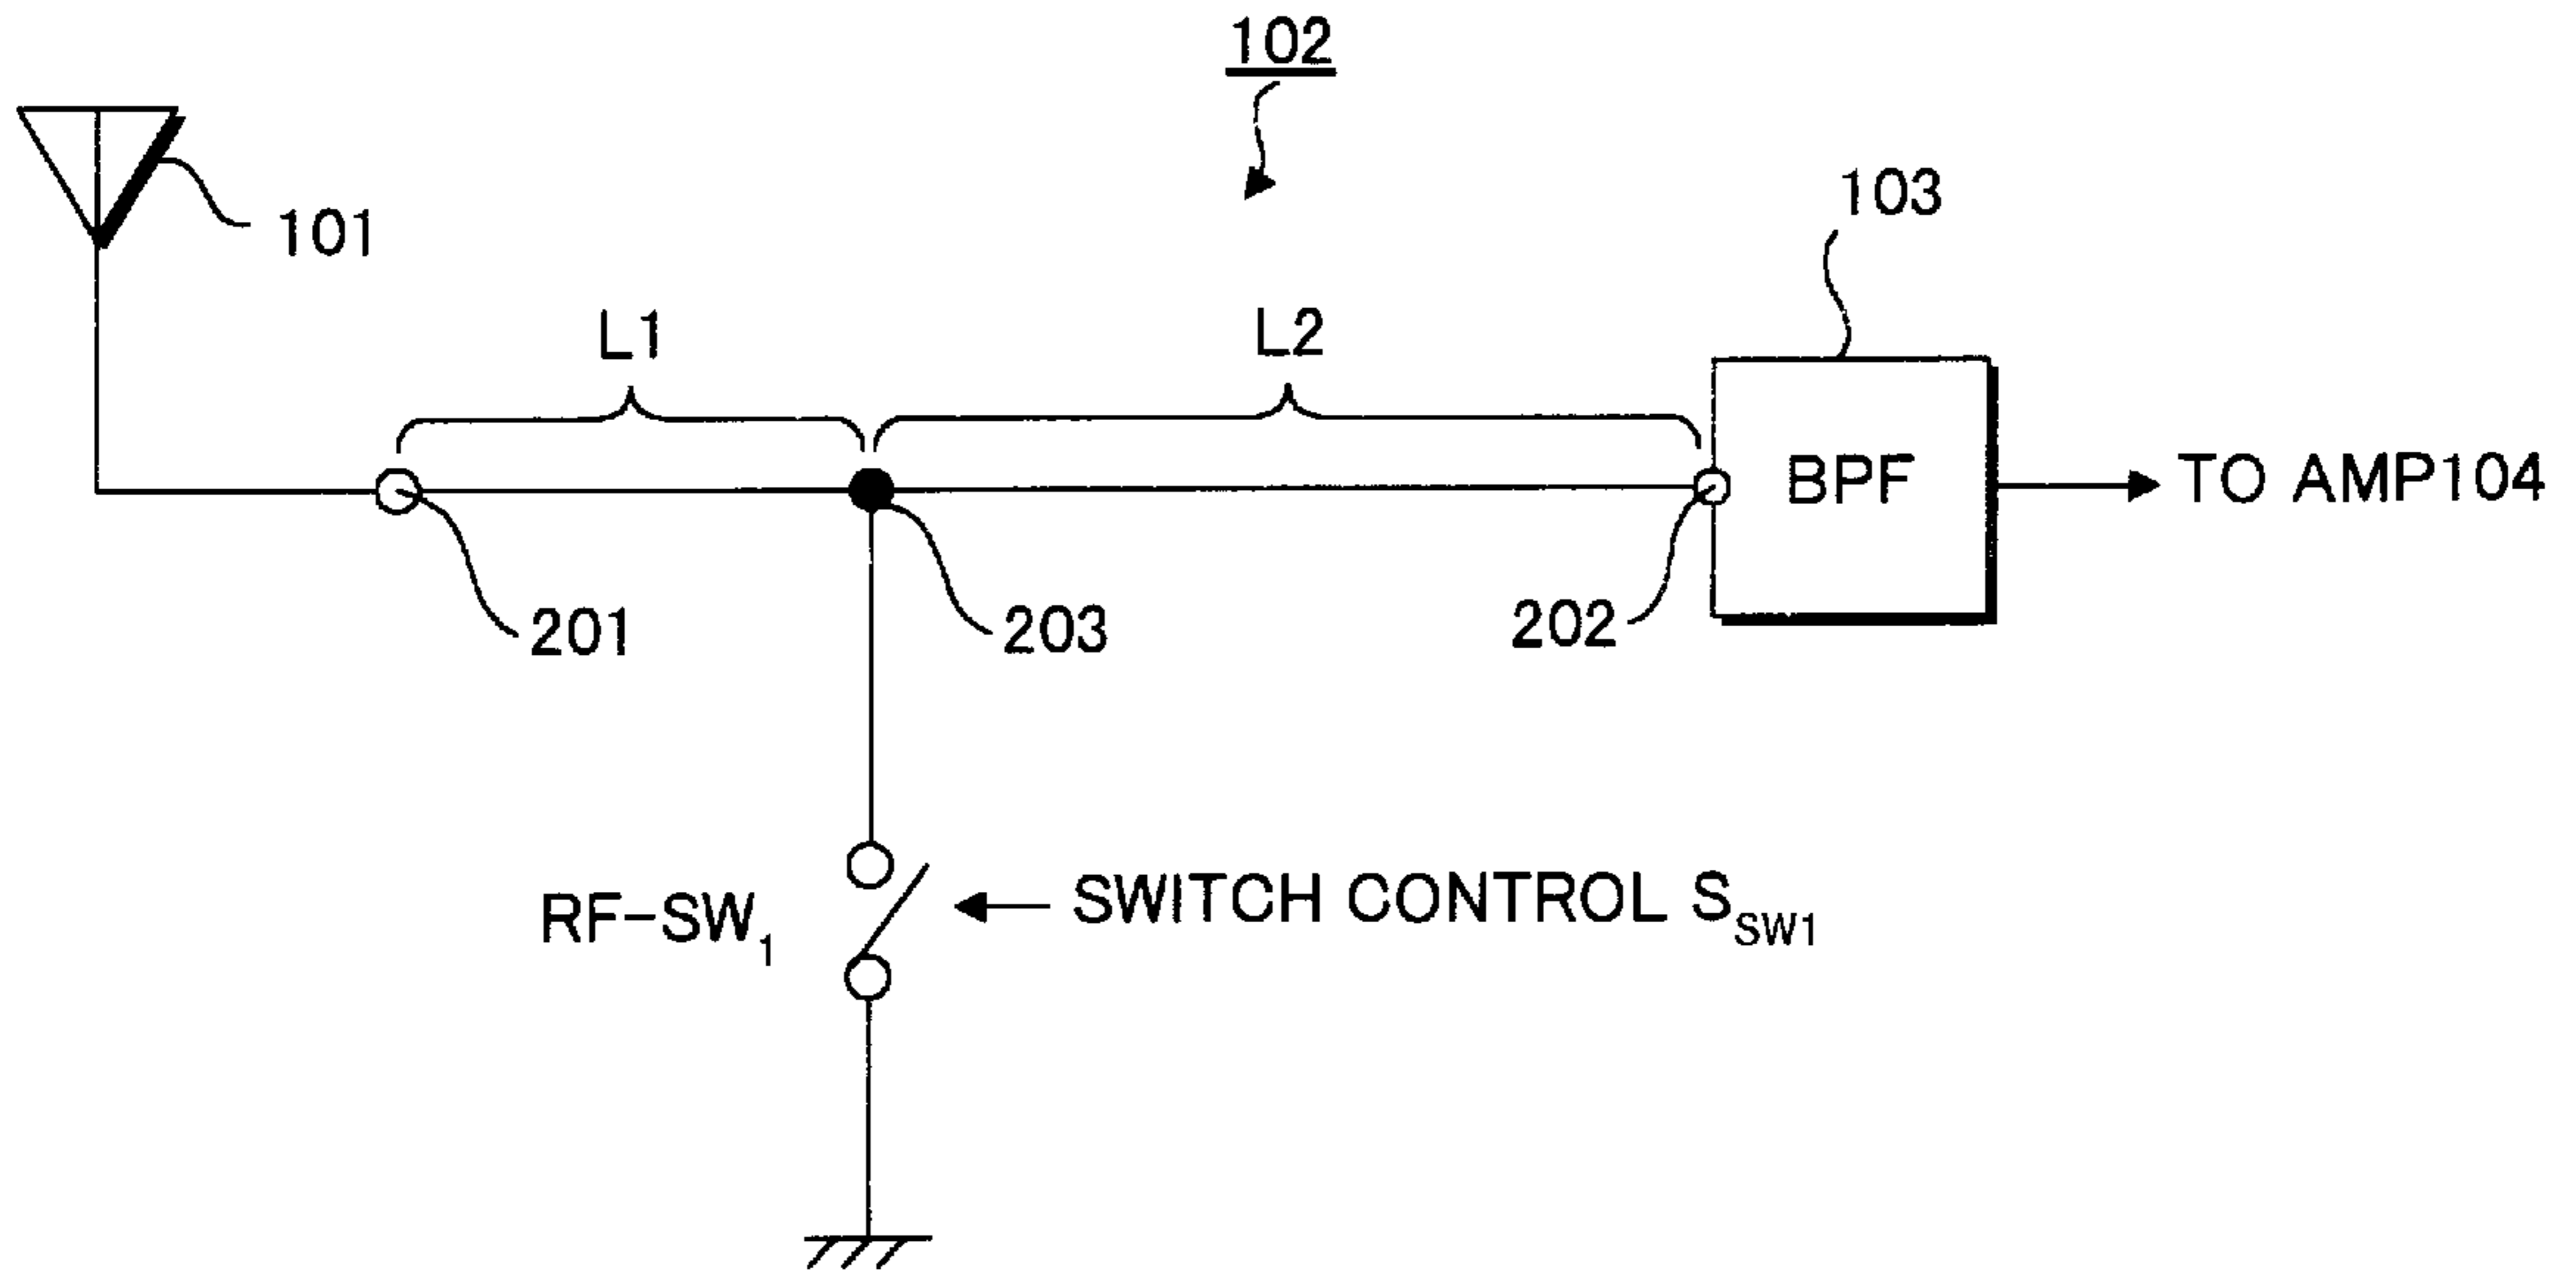 102
101
103
L1
L2
BPF
TO AMP104
201
203
202
RF-SW1
SWITCH CONTROL SSW1